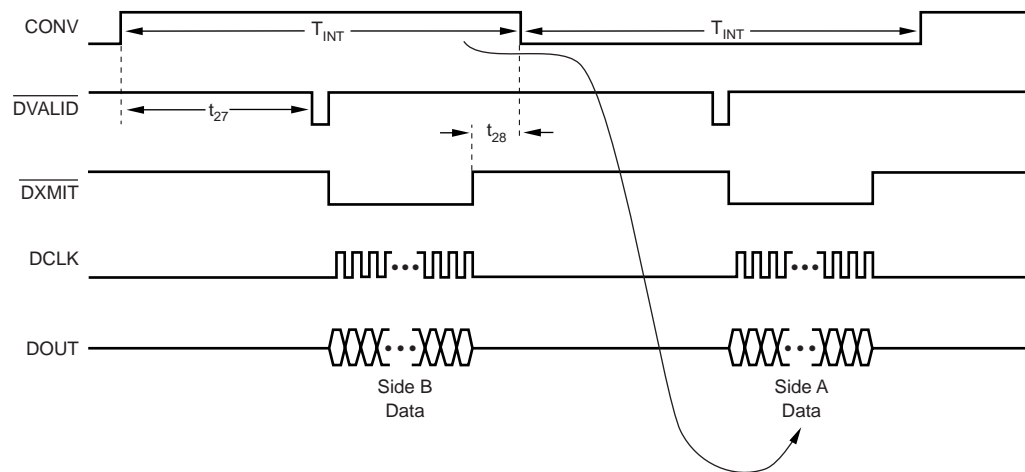 CONV
T_INT
T_INT
DVALID
t_27
t_28
DXMIT
DCLK
DOUT
Side B
Data
Side A
Data